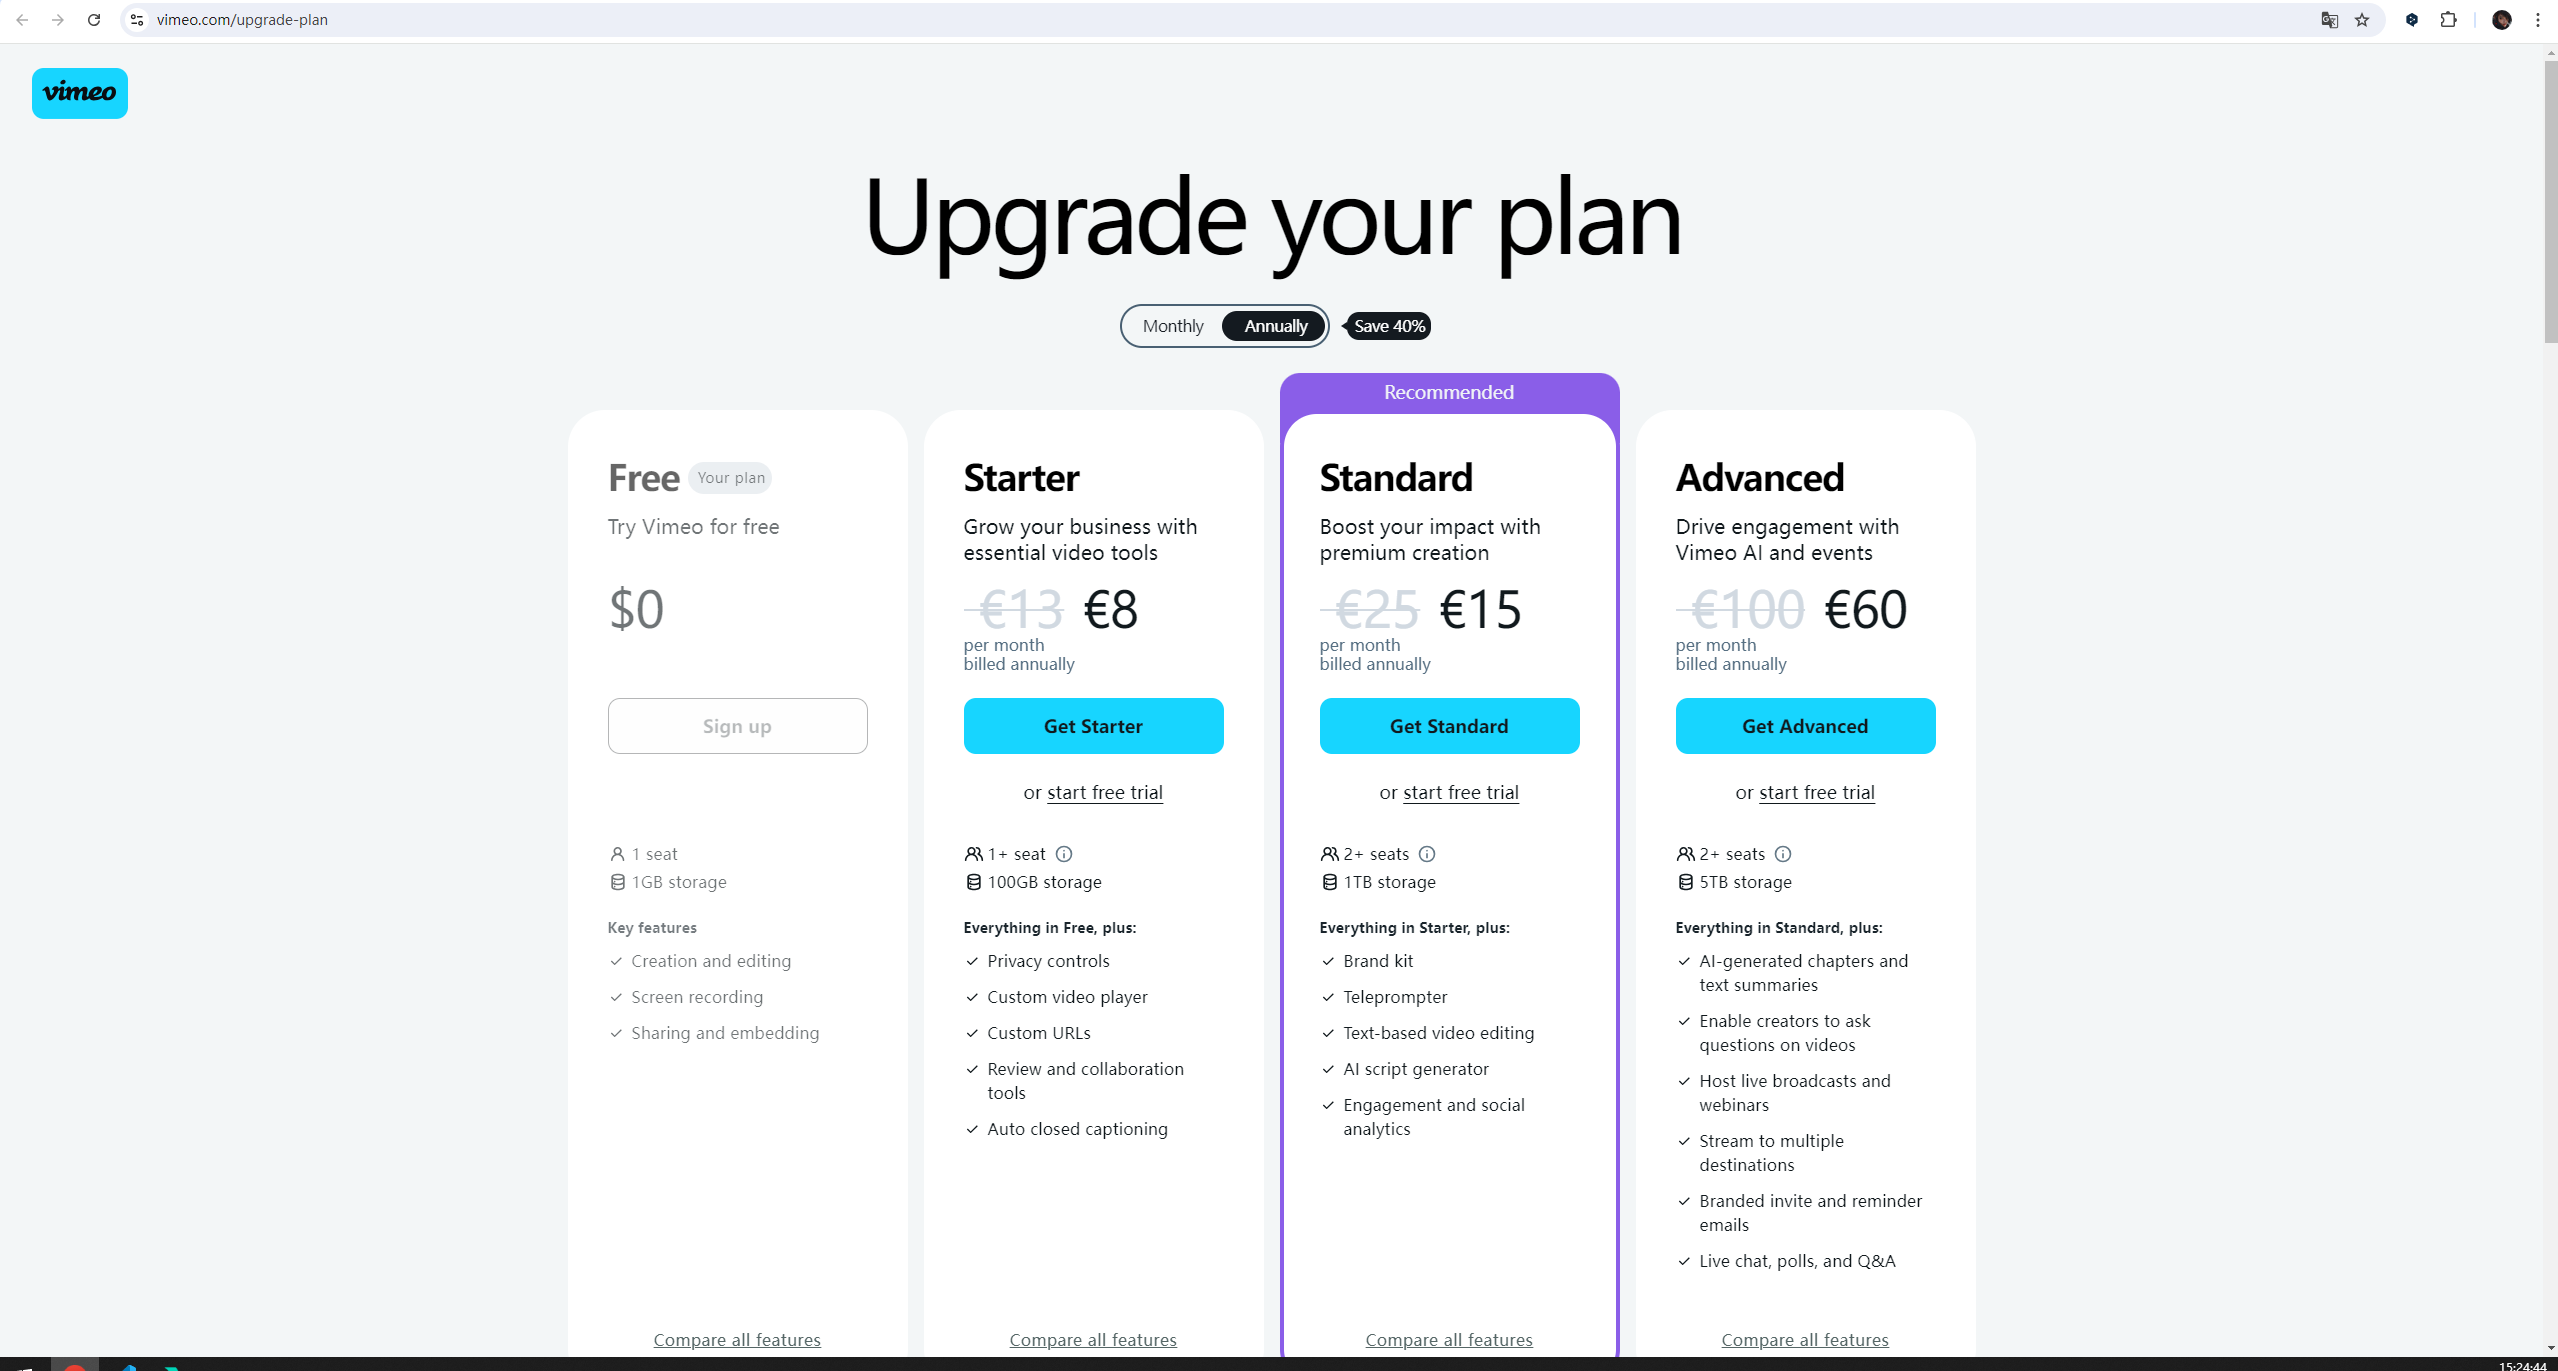 vimeo.com/upgrade-plan
vimeo
Upgrade your plan
Monthly
Annually
Save 40%
Free
Your plan
Try Vimeo for free
$0
Sign up
1 seat
1GB storage
Key features
Creation and editing
Screen recording
Sharing and embedding
Compare all features
Starter
Grow your business with
essential video tools
€13 €8
per month
billed annually
Get Starter
or start free trial
1+ seat
100GB storage
Everything in Free, plus:
Privacy controls
Custom video player
Custom URLs
Review and collaboration
tools
Auto closed captioning
Compare all features
Recommended
Standard
Boost your impact with
premium creation
€25 €15
per month
billed annually
Get Standard
or start free trial
2+ seats
1TB storage
Everything in Starter, plus:
Brand kit
Teleprompter
Text-based video editing
AI script generator
Engagement and social
analytics
Compare all features
Advanced
Drive engagement with
Vimeo AI and events
€100 €60
per month
billed annually
Get Advanced
or start free trial
2+ seats
5TB storage
Everything in Standard, plus:
AI-generated chapters and
text summaries
Enable creators to ask
questions on videos
Host live broadcasts and
webinars
Stream to multiple
destinations
Branded invite and reminder
emails
Live chat, polls, and Q&A
Compare all features
15:24:44